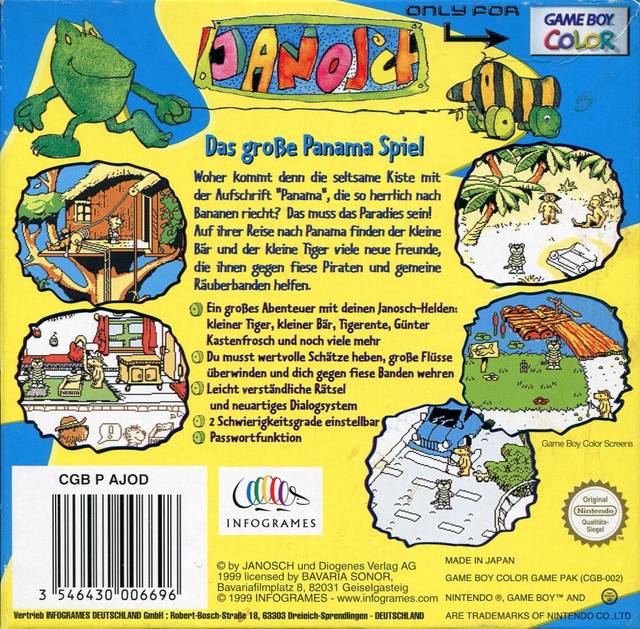 ONLY FOR
GAME BOY
COLOR
JANOSCH
Das große Panama Spiel
Woher kommt denn die seltsame Kiste mit
der Aufschrift "Panama", die so herrlich nach
Bananen riecht? Das muss das Paradies sein!
Auf ihrer Reise nach Panama finden der kleine
Bär und der kleine Tiger viele neue Freunde,
die ihnen gegen fiese Piraten und gemeine
Räuberbanden helfen.
Ein großes Abenteuer mit deinen Janosch-Helden:
kleiner Tiger, kleiner Bär, Tigerente, Günter
Kastenfrosch und noch viele mehr
Du musst wertvolle Schätze heben, große Flüsse
überwinden und dich gegen fiese Banden wehren
Leicht verständliche Rätsel
und neuartiges Dialogsystem
2 Schwierigkeitsgrade einstellbar
Passwortfunktion
Game Boy Color Screens
CGB P AJOD
3 546430 006696
INFOGRAMES
Original
Nintendo
Qualitäts-
Siegel
TM
© by JANOSCH und Diogenes Verlag AG
1999 licensed by BAVARIA SONOR,
Bavariafilmplatz 8, 82031 Geiselgasteig
© 1999 INFOGRAMES - www.infogrames.com
MADE IN JAPAN
GAME BOY COLOR GAME PAK (CGB-002)
NINTENDO ®, GAME BOY™ AND
ARE TRADEMARKS OF NINTENDO CO.,LTD
Vertrieb INFOGRAMES DEUTSCHLAND GmbH : Robert-Bosch-Straße 18, 63303 Dreieich-Sprendlingen - DEUTSCHLAND